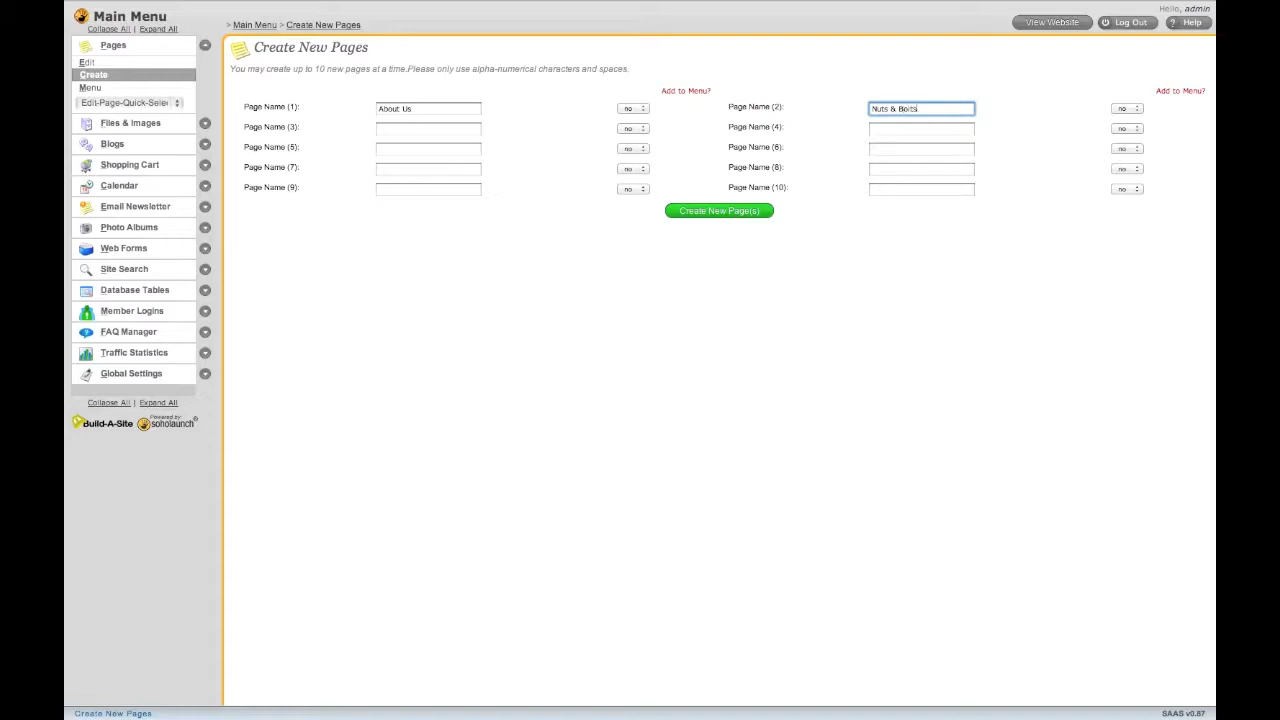 Main Menu
Collapse All | Expand All
Hello, admin
> Main Menu > Create New Pages
View Website
Log Out
? Help
Pages
Edit
Create
Menu
Edit-Page-Quick-Selec
Files & Images
Blogs
Shopping Cart
Calendar
Email Newsletter
Photo Albums
Web Forms
Site Search
Database Tables
Member Logins
FAQ Manager
Traffic Statistics
Global Settings
Collapse All | Expand All
Build-A-Site
Powered by:
soholaunch®
Create New Pages
You may create up to 10 new pages at a time.Please only use alpha-numerical characters and spaces.
Add to Menu? Add to Menu?
Page Name (1): About Us no Page Name (2): Nuts & Bolts no
Page Name (3): no Page Name (4): no
Page Name (5): no Page Name (6): no
Page Name (7): no Page Name (8): no
Page Name (9): no Page Name (10): no
Create New Page(s)
Create New Pages
SAAS v0.87